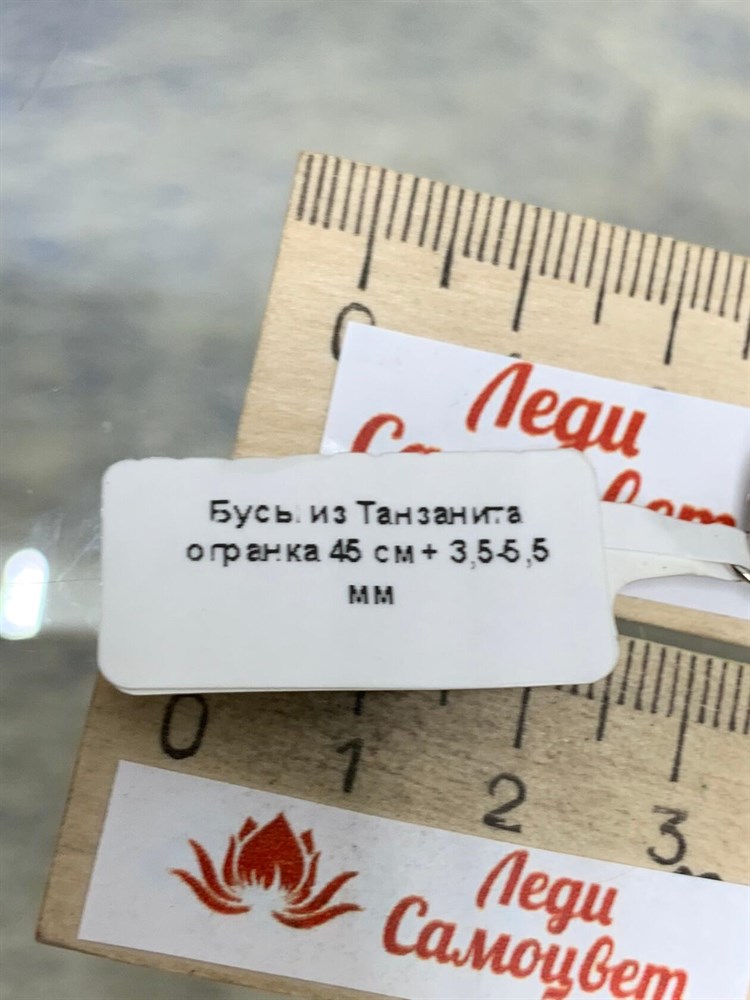 0
Леди
Самоцвет
Бусы из Танзанита
огранка 45 см+ 3,5-5,5
мм
0 1 2 3
Леди
Самоцвет